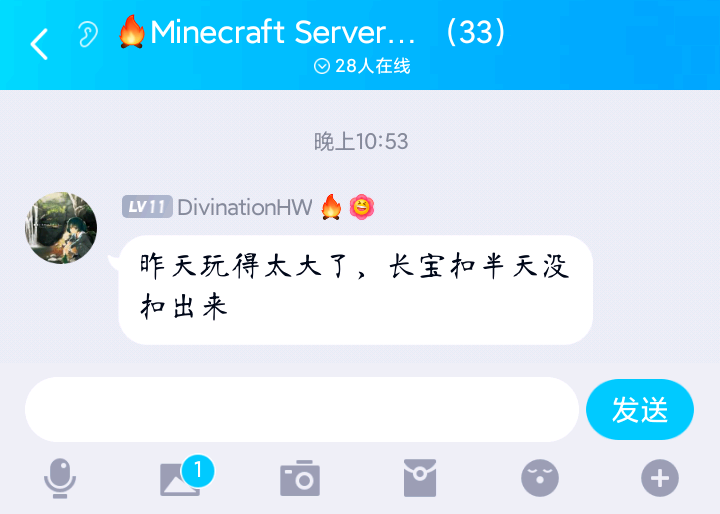 🔥Minecraft Server… （33）
28人在线
晚上10:53
LV11 DivinationHW 🔥
昨天玩得太大了，长宝扣半天没
扣出来
发送
1